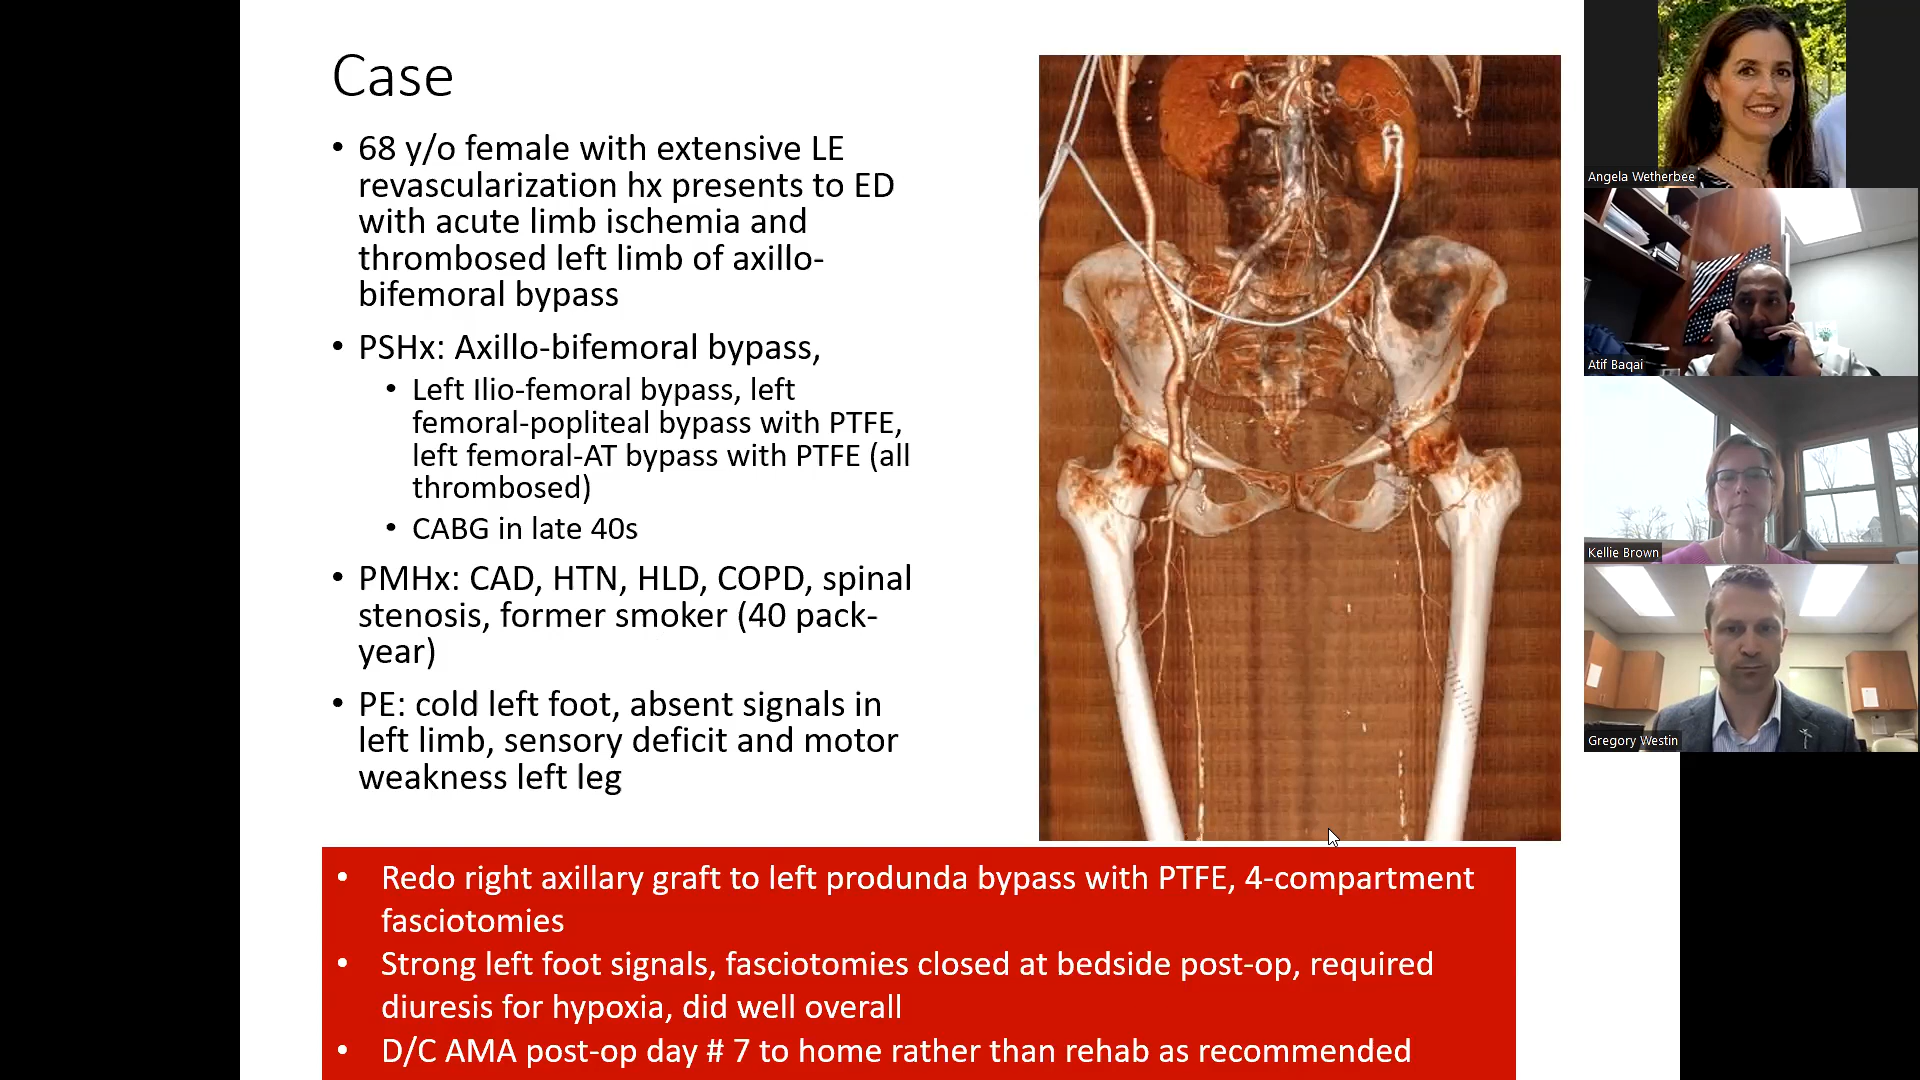 Case
• 68 y/o female with extensive LE
revascularization hx presents to ED
with acute limb ischemia and
thrombosed left limb of axillo-
bifemoral bypass
• PSHx: Axillo-bifemoral bypass,
• Left Ilio-femoral bypass, left
femoral-popliteal bypass with PTFE,
left femoral-AT bypass with PTFE (all
thrombosed)
• CABG in late 40s
• PMHx: CAD, HTN, HLD, COPD, spinal
stenosis, former smoker (40 pack-
year)
• PE: cold left foot, absent signals in
left limb, sensory deficit and motor
weakness left leg
• Redo right axillary graft to left produnda bypass with PTFE, 4-compartment
fasciotomies
• Strong left foot signals, fasciotomies closed at bedside post-op, required
diuresis for hypoxia, did well overall
• D/C AMA post-op day # 7 to home rather than rehab as recommended
Angela Wetherbee
Atif Baqai
Kellie Brown
Gregory Westin